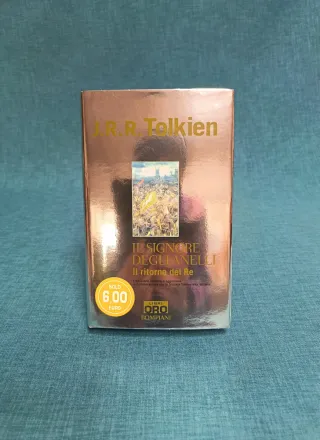 J.R.R. Tolkien
IL SIGNORE
DEGLI ANELLI
Il ritorno del Re
SOLO
6,00
EURO
ORO
BOMPIANI